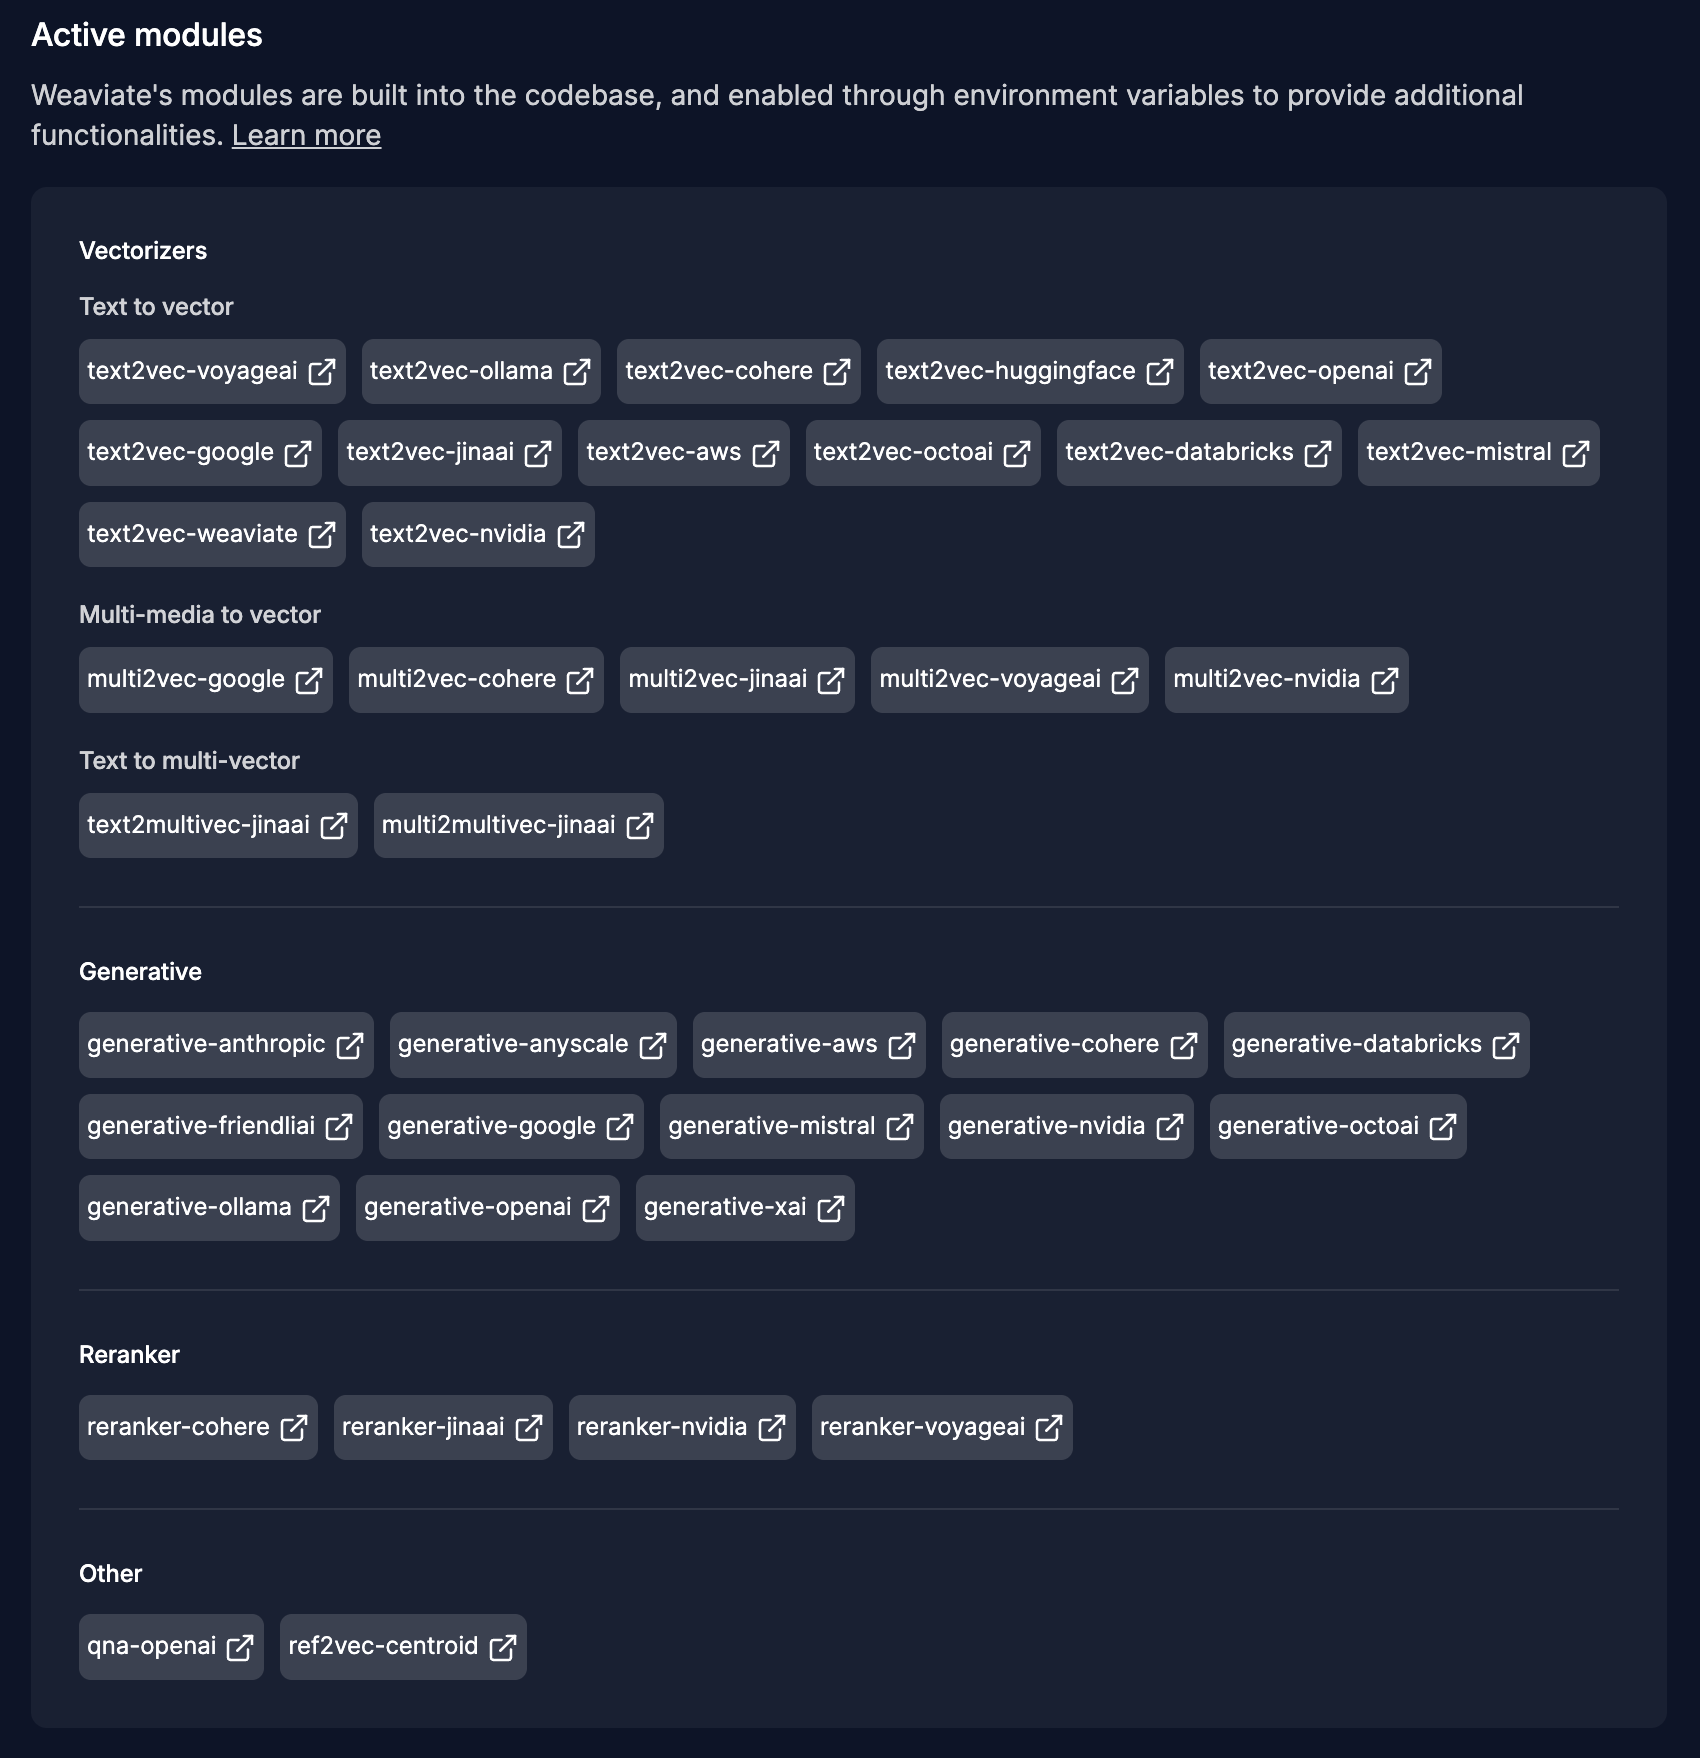 Active modules
Weaviate's modules are built into the codebase, and enabled through environment variables to provide additional
functionalities. Learn more
Vectorizers
Text to vector
text2vec-voyageai text2vec-ollama text2vec-cohere text2vec-huggingface text2vec-openai
text2vec-google text2vec-jinaai text2vec-aws text2vec-octoai text2vec-databricks text2vec-mistral
text2vec-weaviate text2vec-nvidia
Multi-media to vector
multi2vec-google multi2vec-cohere multi2vec-jinaai multi2vec-voyageai multi2vec-nvidia
Text to multi-vector
text2multivec-jinaai multi2multivec-jinaai
Generative
generative-anthropic generative-anyscale generative-aws generative-cohere generative-databricks
generative-friendliai generative-google generative-mistral generative-nvidia generative-octoai
generative-ollama generative-openai generative-xai
Reranker
reranker-cohere reranker-jinaai reranker-nvidia reranker-voyageai
Other
qna-openai ref2vec-centroid